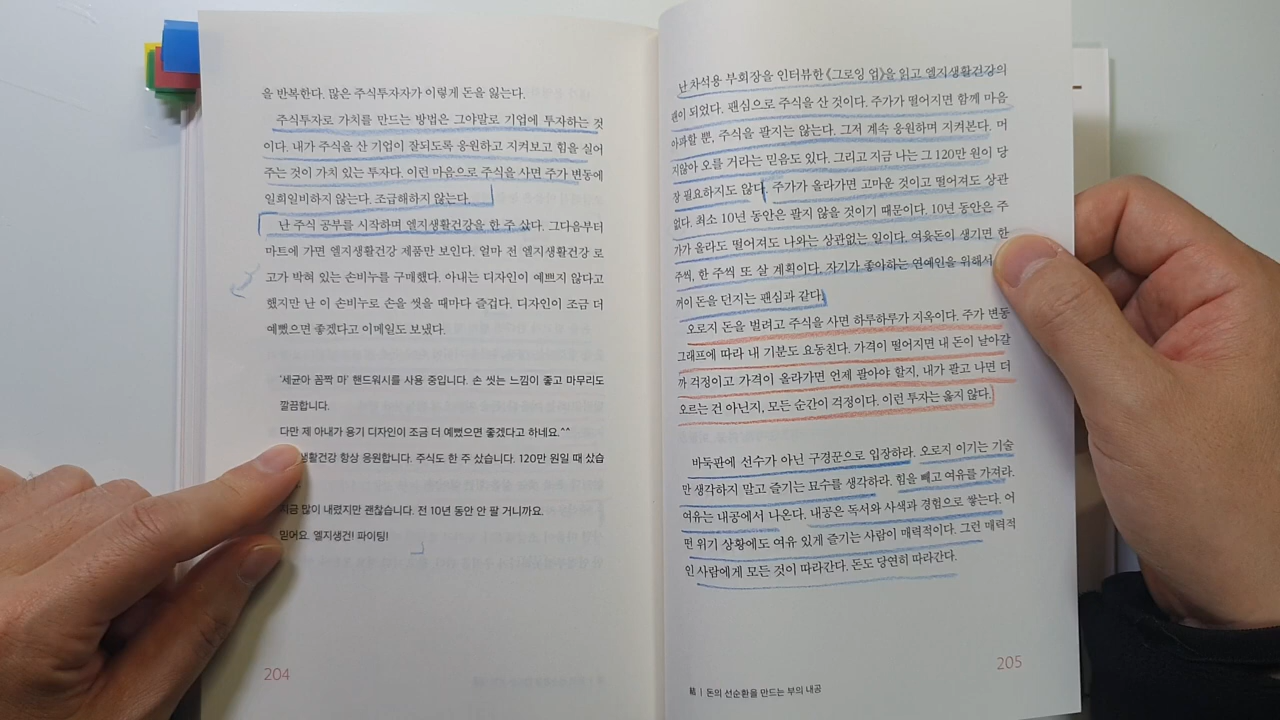 을 반복한다. 많은 주식투자자가 이렇게 돈을 잃는다.
주식투자로 가치를 만드는 방법은 그야말로 기업에 투자하는 것
이다. 내가 주식을 산 기업이 잘되도록 응원하고 지켜보고 힘을 실어
주는 것이 가치 있는 투자다. 이런 마음으로 주식을 사면 주가 변동에
일희일비하지 않는다. 조급해하지 않는다.
난 주식 공부를 시작하며 엘지생활건강을 한 주 샀다. 그다음부터
마트에 가면 엘지생활건강 제품만 보인다. 얼마 전 엘지생활건강 로
고가 박혀 있는 손비누를 구매했다. 아내는 디자인이 예쁘지 않다고
했지만 난 이 손비누로 손을 씻을 때마다 즐겁다. 디자인이 조금 더
예뻤으면 좋겠다고 이메일도 보냈다.
'세균아 꼼짝 마' 핸드워시를 사용 중입니다. 손 씻는 느낌이 좋고 마무리도
깔끔합니다.
다만 제 아내가 용기 디자인이 조금 더 예뻤으면 좋겠다고 하네요.^^
생활건강 항상 응원합니다. 주식도 한 주 샀습니다. 120만 원일 때 샀습
지금 많이 내렸지만 괜찮습니다. 전 10년 동안 안 팔 거니까요.
믿어요. 엘지생건! 파이팅!
204
난 차석용 부회장을 인터뷰한 《그로잉 업》을 읽고 엘지생활건강의
팬이 되었다. 팬심으로 주식을 산 것이다. 주가가 떨어지면 함께 마음
아파할 뿐, 주식을 팔지는 않는다. 그저 계속 응원하며 지켜본다. 머
지않아 오를 거라는 믿음도 있다. 그리고 지금 나는 그 120만 원이 당
장 필요하지도 않다. 주가가 올라가면 고마운 것이고 떨어져도 상관
없다. 최소 10년 동안은 팔지 않을 것이기 때문이다. 10년 동안은 주
가가 올라도 떨어져도 나와는 상관없는 일이다. 여윳돈이 생기면 한
주씩, 한 주씩 또 살 계획이다. 자기가 좋아하는 연예인을 위해서
꺼이 돈을 던지는 팬심과 같다.
오로지 돈을 벌려고 주식을 사면 하루하루가 지옥이다. 주가 변동
그래프에 따라 내 기분도 요동친다. 가격이 떨어지면 내 돈이 날아갈
까 걱정이고 가격이 올라가면 언제 팔아야 할지, 내가 팔고 나면 더
오르는 건 아닌지, 모든 순간이 걱정이다. 이런 투자는 옳지 않다.
바둑판에 선수가 아닌 구경꾼으로 입장하라. 오로지 이기는 기술
만 생각하지 말고 즐기는 묘수를 생각하라. 힘을 빼고 여유를 가져라.
여유는 내공에서 나온다. 내공은 독서와 사색과 경험으로 쌓는다. 어
떤 위기 상황에도 여유 있게 즐기는 사람이 매력적이다. 그런 매력적
인 사람에게 모든 것이 따라간다. 돈도 당연히 따라간다.
205
結 | 돈의 선순환을 만드는 부의 내공